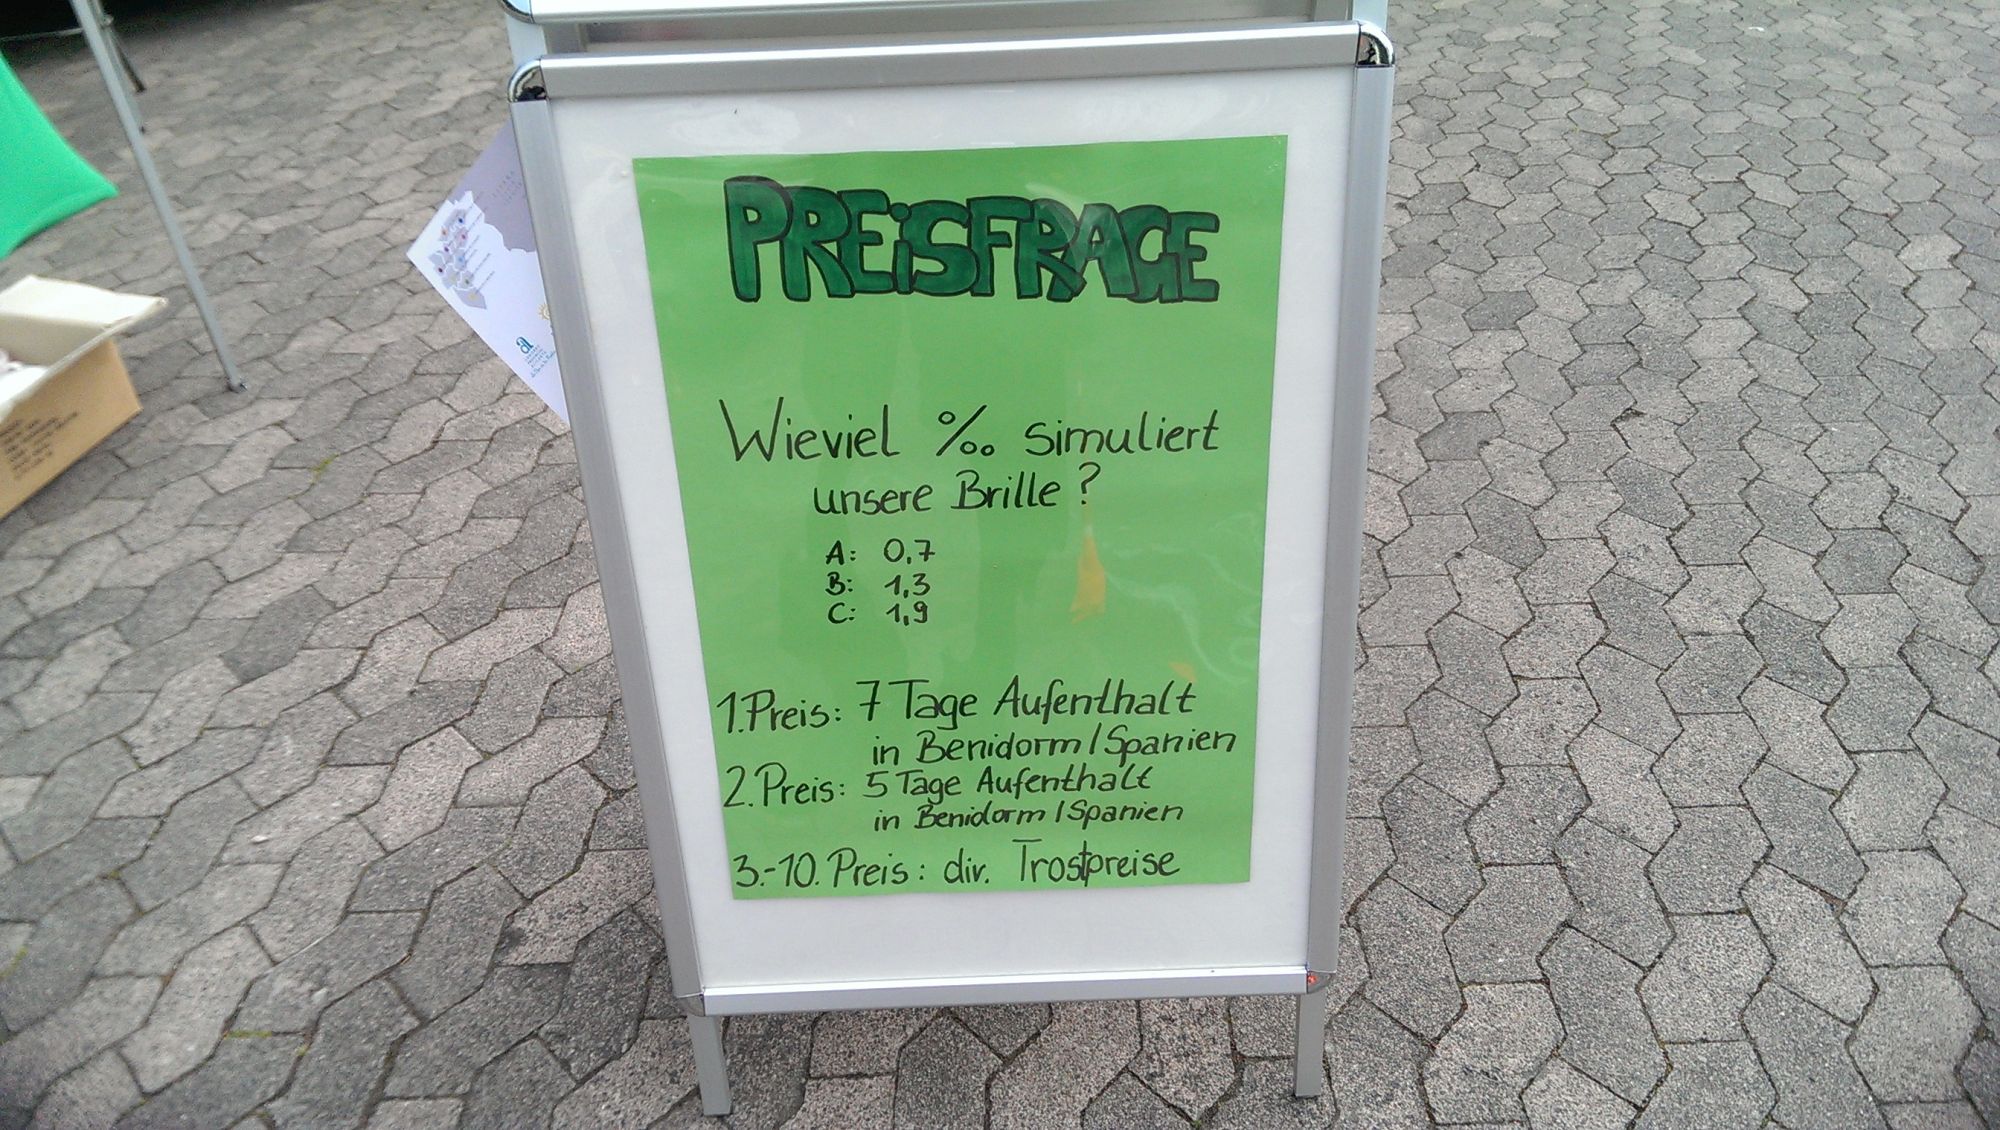 PREiSFRAGE
Wieviel ‰ simuliert
unsere Brille?
A: 0,7
B: 1,3
C: 1,9
1. Preis: 7 Tage Aufenthalt
in Benidorm/Spanien
2. Preis: 5 Tage Aufenthalt
in Benidorm/Spanien
3.-10. Preis: div. Trostpreise